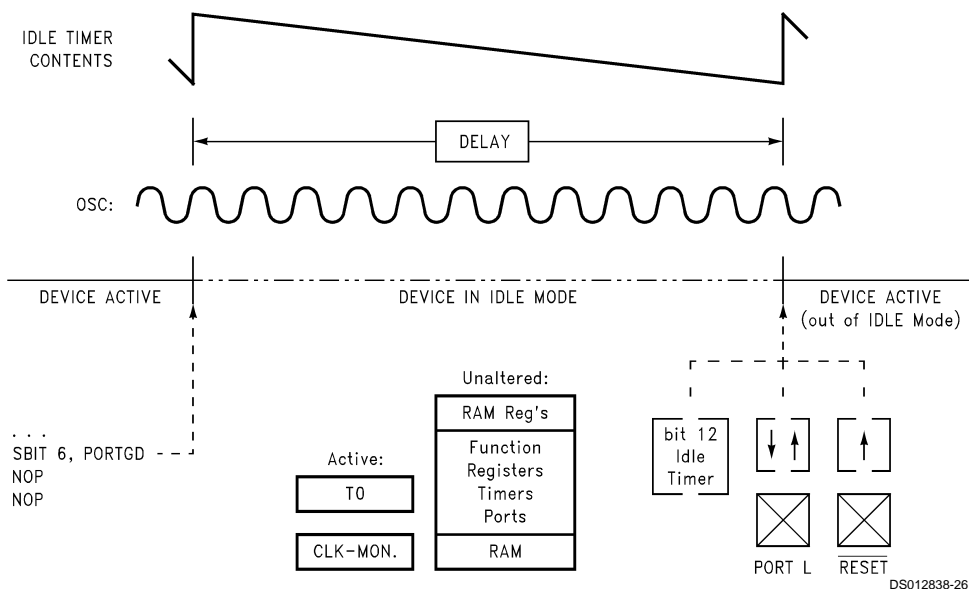 IDLE TIMER
CONTENTS
DELAY
OSC:
DEVICE ACTIVE
DEVICE IN IDLE MODE
DEVICE ACTIVE
(out of IDLE Mode)
. . .
SBIT 6, PORTGD
NOP
NOP
Active:
T0
CLK-MON.
Unaltered:
RAM Reg's
Function
Registers
Timers
Ports
RAM
bit 12
Idle
Timer
PORT L
RESET
DS012838-26